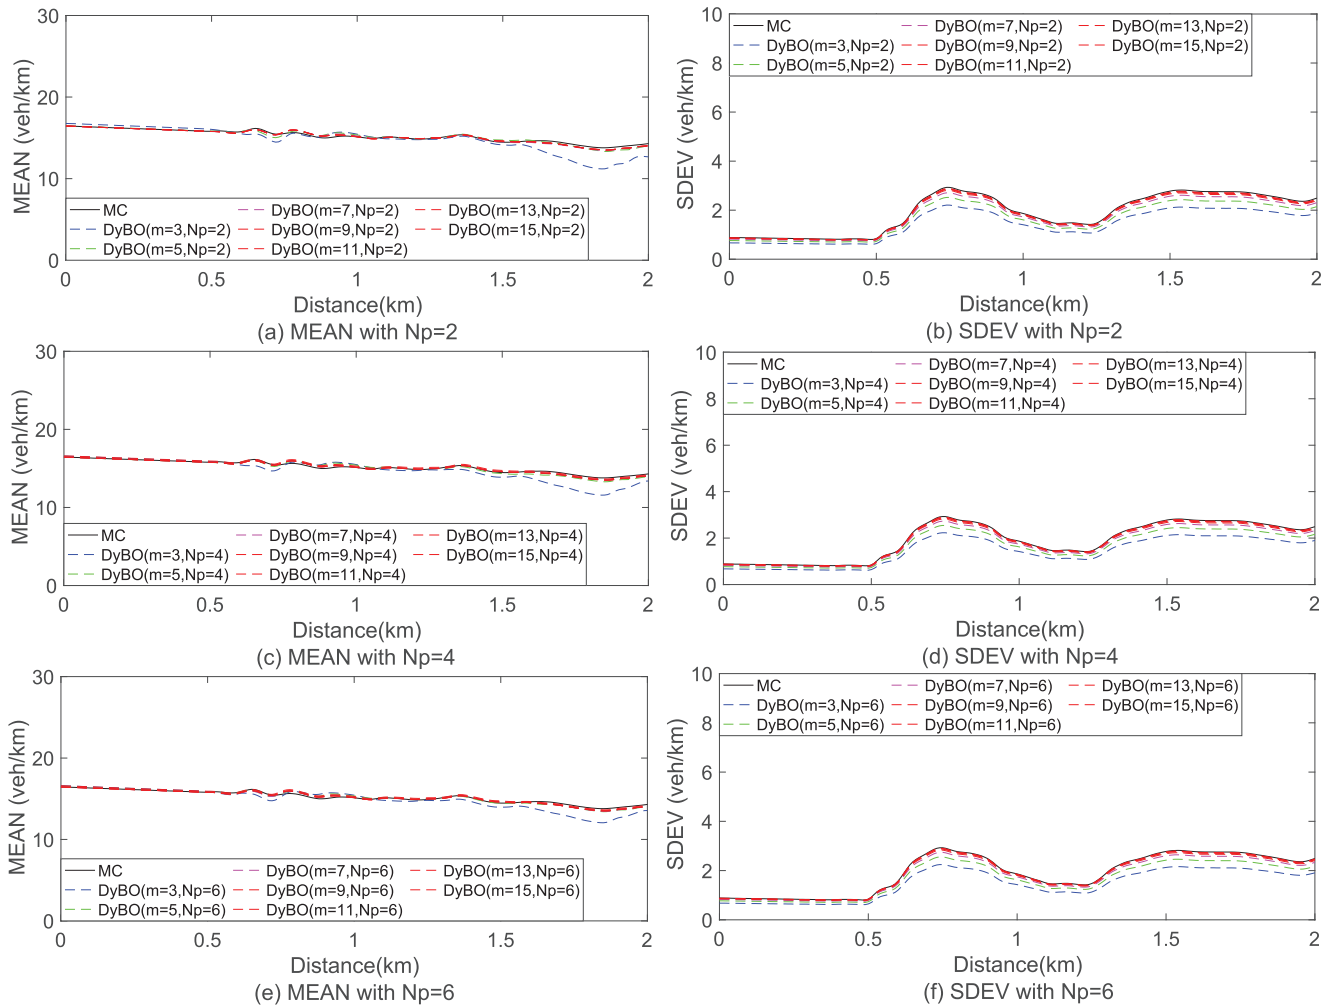 30
20
10
0
MEAN (veh/km)
MC
DyBO(m=3,Np=2)
DyBO(m=5,Np=2)
DyBO(m=7,Np=2)
DyBO(m=9,Np=2)
DyBO(m=11,Np=2)
DyBO(m=13,Np=2)
DyBO(m=15,Np=2)
0 0.5 1 1.5 2
Distance(km)
(a) MEAN with Np=2
10
8
6
4
2
0
SDEV (veh/km)
MC
DyBO(m=3,Np=2)
DyBO(m=5,Np=2)
DyBO(m=7,Np=2)
DyBO(m=9,Np=2)
DyBO(m=11,Np=2)
DyBO(m=13,Np=2)
DyBO(m=15,Np=2)
0 0.5 1 1.5 2
Distance(km)
(b) SDEV with Np=2
30
20
10
0
MEAN (veh/km)
MC
DyBO(m=3,Np=4)
DyBO(m=5,Np=4)
DyBO(m=7,Np=4)
DyBO(m=9,Np=4)
DyBO(m=11,Np=4)
DyBO(m=13,Np=4)
DyBO(m=15,Np=4)
0 0.5 1 1.5 2
Distance(km)
(c) MEAN with Np=4
10
8
6
4
2
0
SDEV (veh/km)
MC
DyBO(m=3,Np=4)
DyBO(m=5,Np=4)
DyBO(m=7,Np=4)
DyBO(m=9,Np=4)
DyBO(m=11,Np=4)
DyBO(m=13,Np=4)
DyBO(m=15,Np=4)
0 0.5 1 1.5 2
Distance(km)
(d) SDEV with Np=4
30
20
10
0
MEAN (veh/km)
MC
DyBO(m=3,Np=6)
DyBO(m=5,Np=6)
DyBO(m=7,Np=6)
DyBO(m=9,Np=6)
DyBO(m=11,Np=6)
DyBO(m=13,Np=6)
DyBO(m=15,Np=6)
0 0.5 1 1.5 2
Distance(km)
(e) MEAN with Np=6
10
8
6
4
2
0
SDEV (veh/km)
MC
DyBO(m=3,Np=6)
DyBO(m=5,Np=6)
DyBO(m=7,Np=6)
DyBO(m=9,Np=6)
DyBO(m=11,Np=6)
DyBO(m=13,Np=6)
DyBO(m=15,Np=6)
0 0.5 1 1.5 2
Distance(km)
(f) SDEV with Np=6